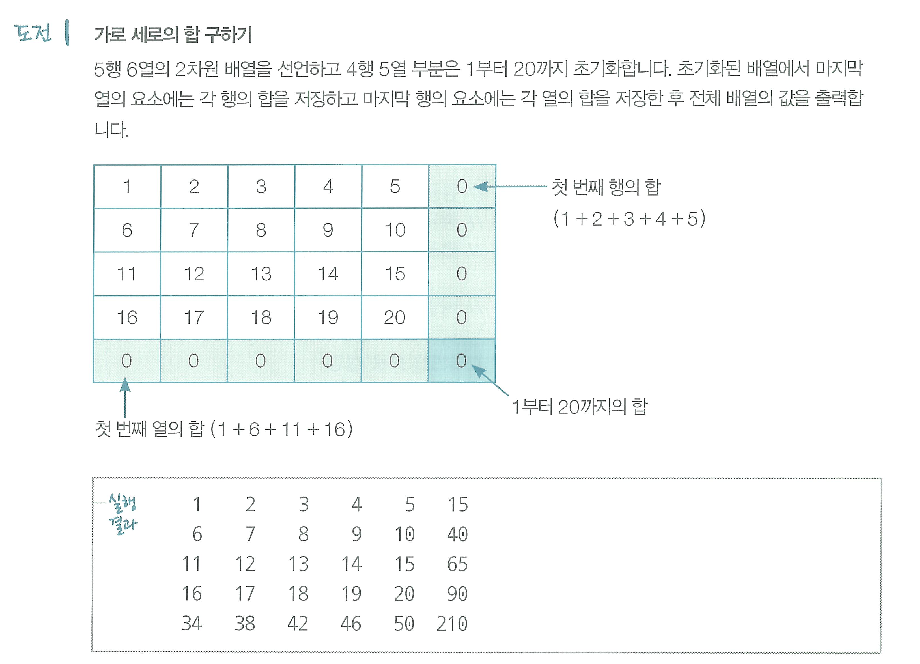 도전 1 가로 세로의 합 구하기
5행 6열의 2차원 배열을 선언하고 4행 5열 부분은 1부터 20까지 초기화합니다. 초기화된 배열에서 마지막
열의 요소에는 각 행의 합을 저장하고 마지막 행의 요소에는 각 열의 합을 저장한 후 전체 배열의 값을 출력합
니다.
1 2 3 4 5 0 첫 번째 행의 합
(1+2+3+4+5)
6 7 8 9 10 0
11 12 13 14 15 0
16 17 18 19 20 0
0 0 0 0 0 0
1부터 20까지의 합
첫 번째 열의 합 (1+6+11+16)
실행
결과
1 2 3 4 5 15
6 7 8 9 10 40
11 12 13 14 15 65
16 17 18 19 20 90
34 38 42 46 50 210